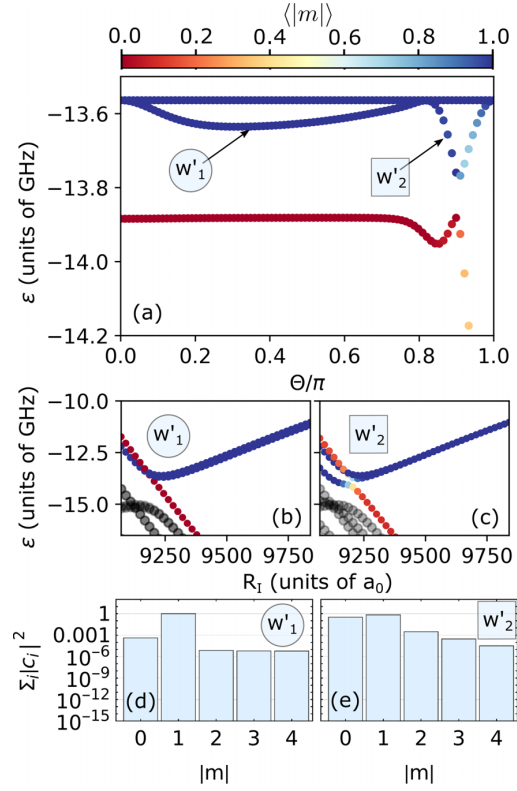 ⟨|m|⟩
0.0 0.2 0.4 0.6 0.8 1.0
−13.6
−13.8
−14.0
−14.2
ε (units of GHz)
w'1
w'2
(a)
0.0 0.2 0.4 0.6 0.8 1.0
Θ/π
−10.0
−12.5
−15.0
ε (units of GHz)
w'1
w'2
(b)
(c)
9250 9500 9750 9250 9500 9750
R_I (units of a_0)
1
0.001
10^−6
10^−9
10^−12
10^−15
Σ_i|c_i|^2
w'1
w'2
(d)
(e)
0 1 2 3 4 0 1 2 3 4
|m| |m|